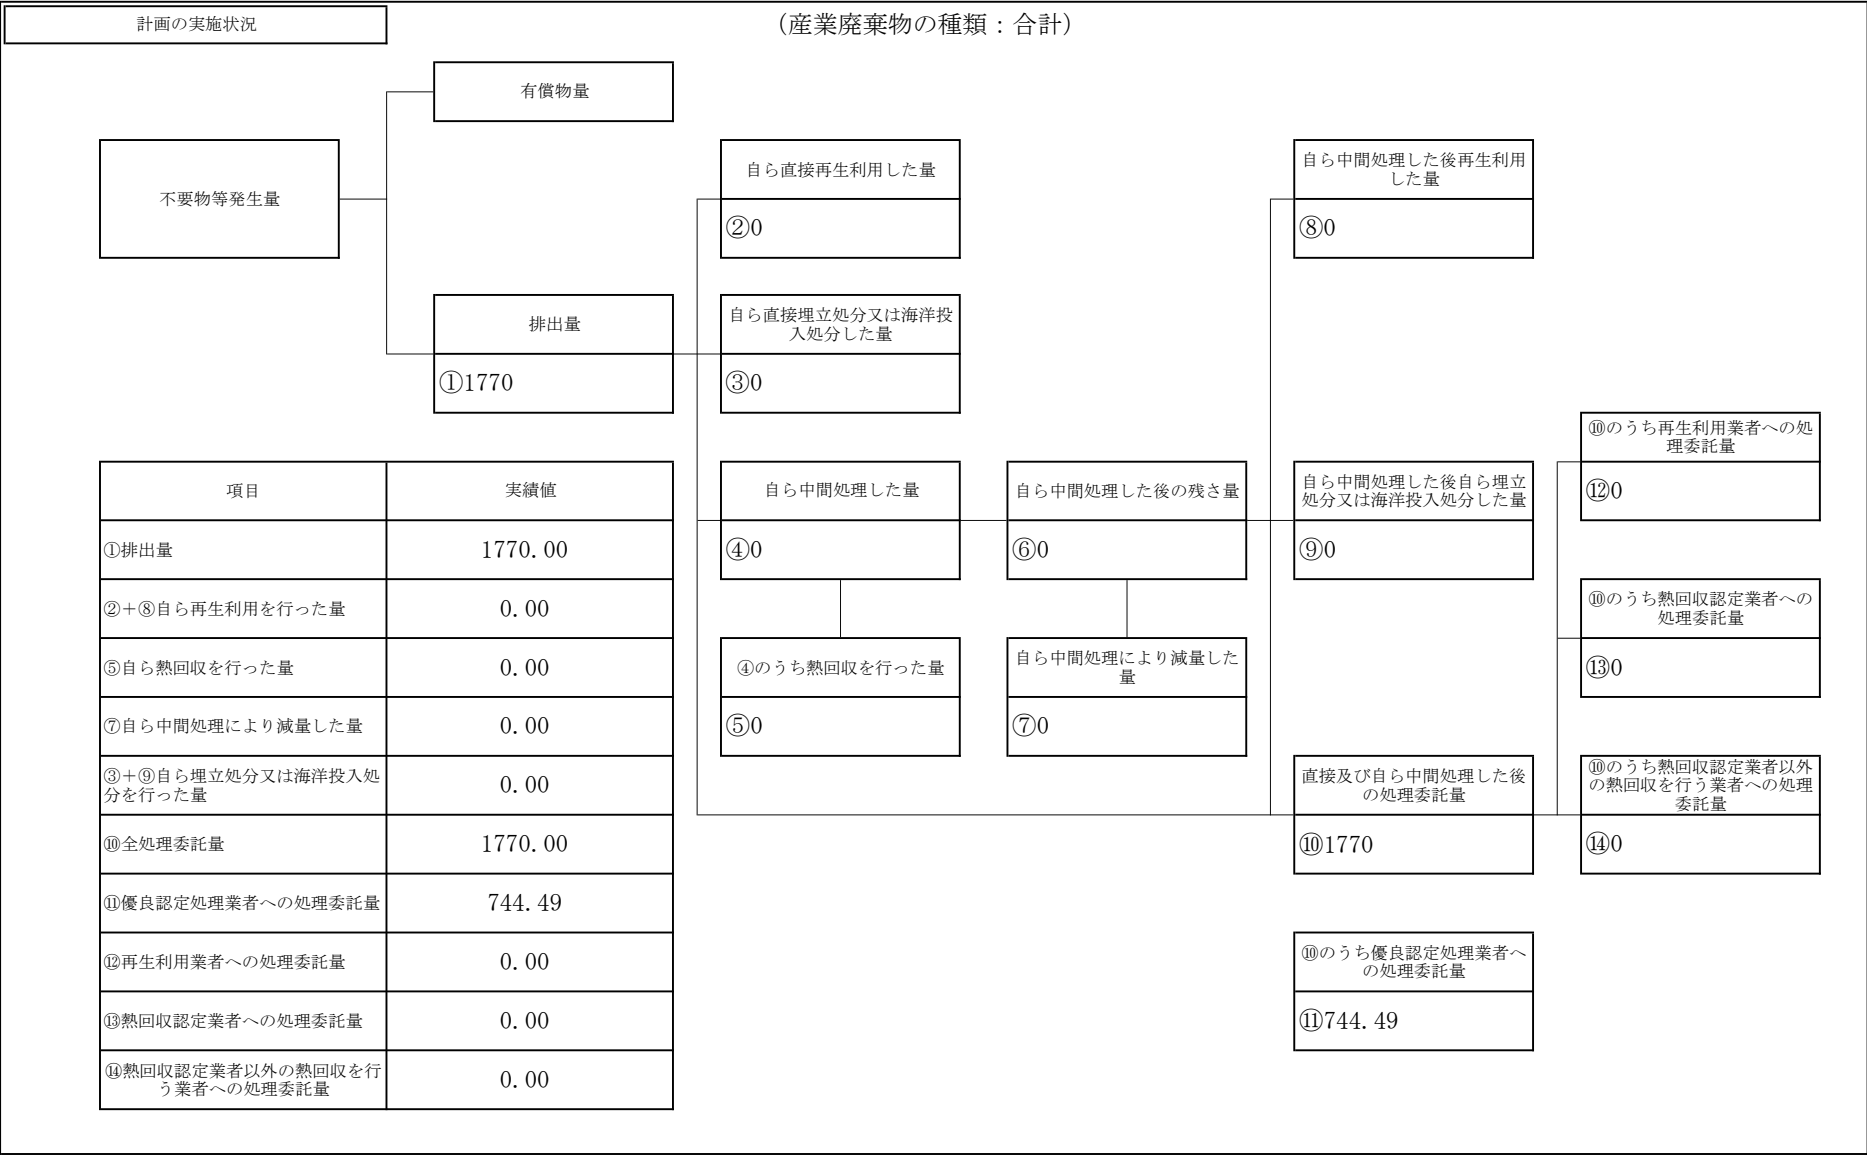 計画の実施状況
（産業廃棄物の種類：合計）
有償物量
不要物等発生量
自ら直接再生利用した量
②0
自ら中間処理した後再生利用
した量
⑧0
排出量
①1770
自ら直接埋立処分又は海洋投
入処分した量
③0
⑩のうち再生利用業者への処
理委託量
⑫0
自ら中間処理した量
④0
自ら中間処理した後の残さ量
⑥0
自ら中間処理した後自ら埋立
処分又は海洋投入処分した量
⑨0
⑩のうち熱回収認定業者への
処理委託量
⑬0
④のうち熱回収を行った量
⑤0
自ら中間処理により減量した
量
⑦0
直接及び自ら中間処理した後
の処理委託量
⑩1770
⑩のうち熱回収認定業者以外
の熱回収を行う業者への処理
委託量
⑭0
⑩のうち優良認定処理業者へ
の処理委託量
⑪744.49
項目 実績値
①排出量 1770.00
②＋⑧自ら再生利用を行った量 0.00
⑤自ら熱回収を行った量 0.00
⑦自ら中間処理により減量した量 0.00
③＋⑨自ら埋立処分又は海洋投入処
分を行った量 0.00
⑩全処理委託量 1770.00
⑪優良認定処理業者への処理委託量 744.49
⑫再生利用業者への処理委託量 0.00
⑬熱回収認定業者への処理委託量 0.00
⑭熱回収認定業者以外の熱回収を行
う業者への処理委託量 0.00